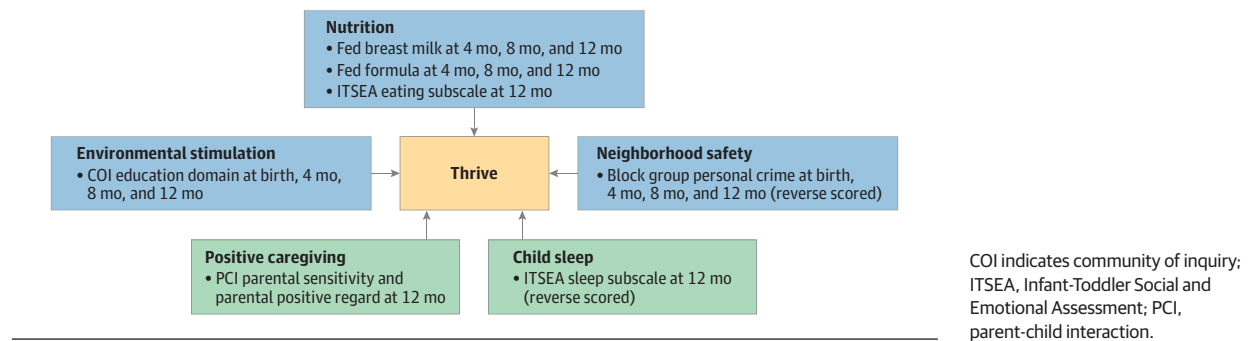 Nutrition
• Fed breast milk at 4 mo, 8 mo, and 12 mo
• Fed formula at 4 mo, 8 mo, and 12 mo
• ITSEA eating subscale at 12 mo
Environmental stimulation
• COI education domain at birth, 4 mo,
8 mo, and 12 mo
Thrive
Neighborhood safety
• Block group personal crime at birth,
4 mo, 8 mo, and 12 mo (reverse scored)
Positive caregiving
• PCI parental sensitivity and
parental positive regard at 12 mo
Child sleep
• ITSEA sleep subscale at 12 mo
(reverse scored)
COI indicates community of inquiry;
ITSEA, Infant-Toddler Social and
Emotional Assessment; PCI,
parent-child interaction.